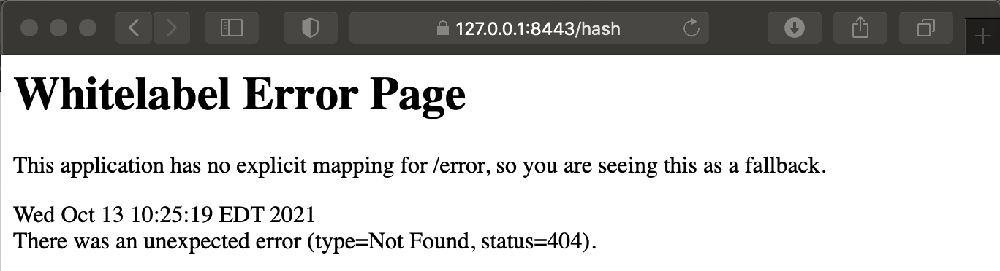 127.0.0.1:8443/hash
Whitelabel Error Page
This application has no explicit mapping for /error, so you are seeing this as a fallback.
Wed Oct 13 10:25:19 EDT 2021
There was an unexpected error (type=Not Found, status=404).